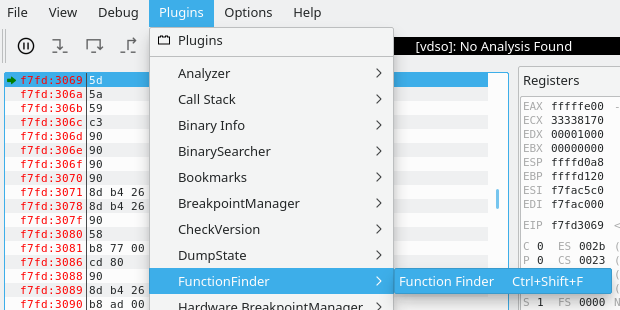 File View Debug Plugins Options Help
Plugins
[vdso]: No Analysis Found
Analyzer
Call Stack
Binary Info
BinarySearcher
Bookmarks
BreakpointManager
CheckVersion
DumpState
FunctionFinder
Hardware BreakpointManager
Function Finder Ctrl+Shift+F
f7fd:3069 5d
f7fd:306a 5a
f7fd:306b 59
f7fd:306c c3
f7fd:306d 90
f7fd:306e 90
f7fd:306f 90
f7fd:3070 90
f7fd:3071 8d b4 26
f7fd:3078 8d b4 26
f7fd:307f 90
f7fd:3080 58
f7fd:3081 b8 77 00
f7fd:3086 cd 80
f7fd:3088 90
f7fd:3089 8d b4 26
f7fd:3090 b8 ad 00
Registers
EAX fffffe00 -
ECX 33338170
EDX 00001000
EBX 00000000
ESP ffffd0a8
EBP ffffd120
ESI f7fac5c0
EDI f7fac000
EIP f7fd3069 <
C 0 ES 002b (
P 0 CS 0023 (
S 1 FS 0000 N